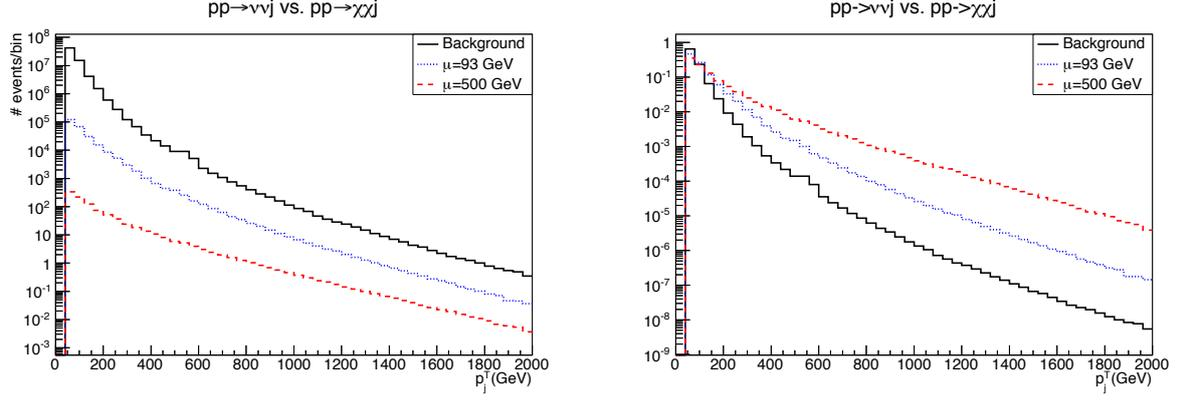 pp→ννj vs. pp→χχj
# events/bin
10⁸
10⁷
10⁶
10⁵
10⁴
10³
10²
10
1
10⁻¹
10⁻²
10⁻³
Background
μ=93 GeV
μ=500 GeV
0 200 400 600 800 1000 1200 1400 1600 1800 2000
p_j^T(GeV)
pp->ννj vs. pp->χχj
1
10⁻¹
10⁻²
10⁻³
10⁻⁴
10⁻⁵
10⁻⁶
10⁻⁷
10⁻⁸
10⁻⁹
Background
μ=93 GeV
μ=500 GeV
0 200 400 600 800 1000 1200 1400 1600 1800 2000
p_j^T(GeV)